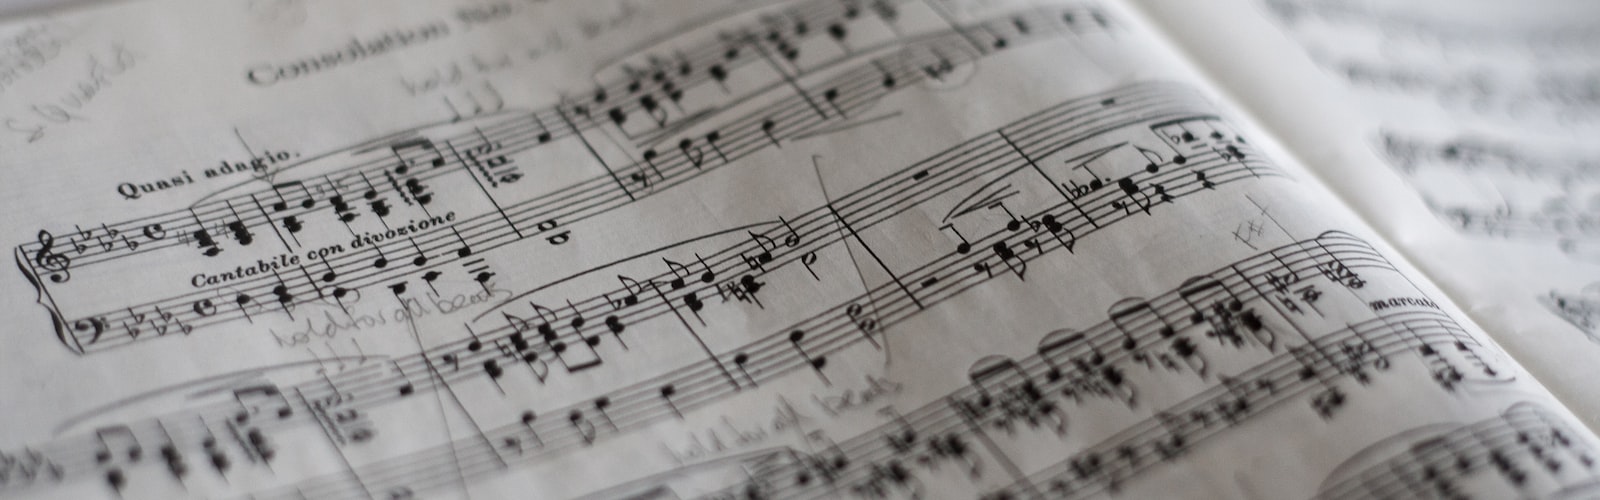 Consolation No.
hold for all beats
Quasi adagio.
Cantabile con divozione
hold for all beats
marcato
hold for all beats